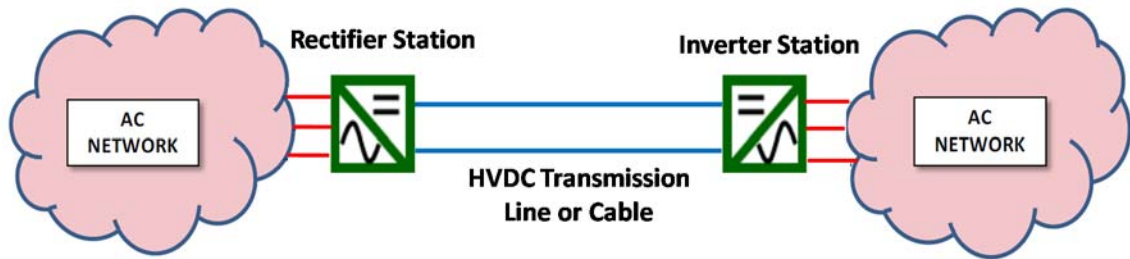 Rectifier Station
Inverter Station
AC
NETWORK
AC
NETWORK
HVDC Transmission
Line or Cable